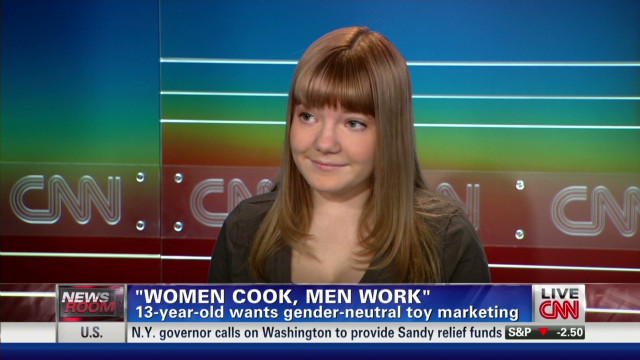 CNN CNN CNN
NEWS
ROOM
"WOMEN COOK, MEN WORK"
13-year-old wants gender-neutral toy marketing
LIVE
CNN
U.S.
N.Y. governor calls on Washington to provide Sandy relief funds
S&P ▼ -2.50